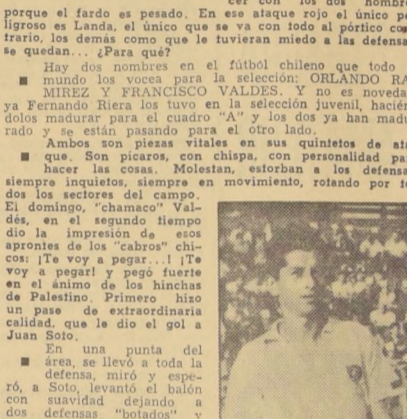 cer con los dos hombre
porque el fardo es pesado. En ese ataque rojo el único pe
ligroso es Landa, el único que se va con todo al pórtico con
trario, los demás como que le tuvieran miedo a las defensa
se quedan... ¿Para qué?
Hay dos nombres en el fútbol chileno que todo
mundo los vocea para la selección: ORLANDO RA
MIREZ Y FRANCISCO VALDES. Y no es noveda
ya Fernando Riera los tuvo en la selección juvenil, hacién
dolos madurar para el cuadro "A" y los dos ya han madu
rado y se están pasando para el otro lado.
Ambos son piezas vitales en sus quintetos de ata
que. Son pícaros, con chispa, con personalidad pa
hacer las cosas. Molestan, estorban a los defensa
siempre inquietos, siempre en movimiento, rotando por to
dos los sectores del campo.
El domingo, "chamaco" Val-
dés, en el segundo tiempo
dio la impresión de esos
aprontes de los "cabros" chi-
cos: ¡Te voy a pegar...! ¡Te
voy a pegar! y pegó fuerte
en el ánimo de los hinchas
de Palestino. Primero hizo
un pase de extraordinaria
calidad, que le dio el gol a
Juan Soto.
En una punta del
área, se llevó a toda la
defensa, miró y espe-
ró, a Soto, levantó el balón
con suavidad dejando a
dos defensas "botados" y